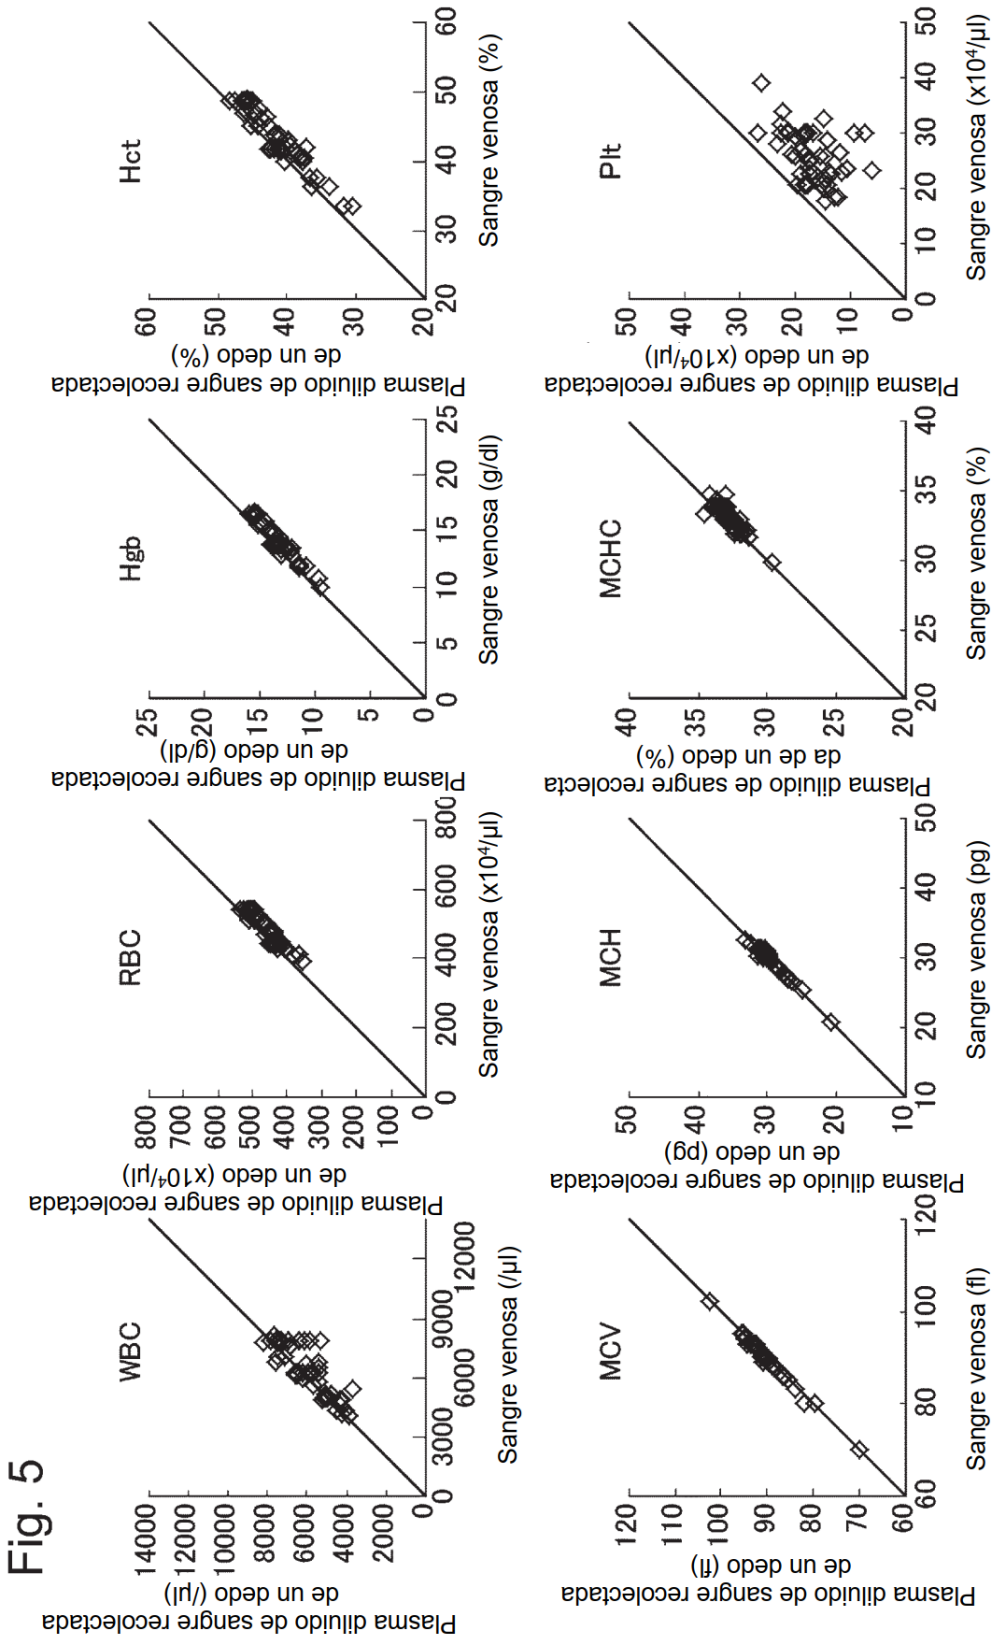 Fig. 5
WBC
14000
12000
10000
8000
6000
4000
2000
0
Plasma diluido de sangre recolectada
de un dedo (/µl)
0
3000
6000
9000
12000
Sangre venosa (/µl)
RBC
800
700
600
500
400
300
200
100
0
Plasma diluido de sangre recolectada
de un dedo (x10⁴/µl)
0
200
400
600
800
Sangre venosa (x10⁴/µl)
Hgb
25
20
15
10
5
0
Plasma diluido de sangre recolectada
de un dedo (g/dl)
0
5
10
15
20
25
Sangre venosa (g/dl)
Hct
60
50
40
30
20
Plasma diluido de sangre recolectada
de un dedo (%)
20
30
40
50
60
Sangre venosa (%)
MCV
120
110
100
90
80
70
60
Plasma diluido de sangre recolectada
de un dedo (fl)
60
80
100
120
Sangre venosa (fl)
MCH
50
40
30
20
10
Plasma diluido de sangre recolectada
de un dedo (pg)
10
20
30
40
50
Sangre venosa (pg)
MCHC
40
35
30
25
20
Plasma diluido de sangre recolecta
da de un dedo (%)
20
25
30
35
40
Sangre venosa (%)
Plt
50
40
30
20
10
0
Plasma diluido de sangre recolectada
de un dedo (x10⁴/µl)
0
10
20
30
40
50
Sangre venosa (x10⁴/µl)